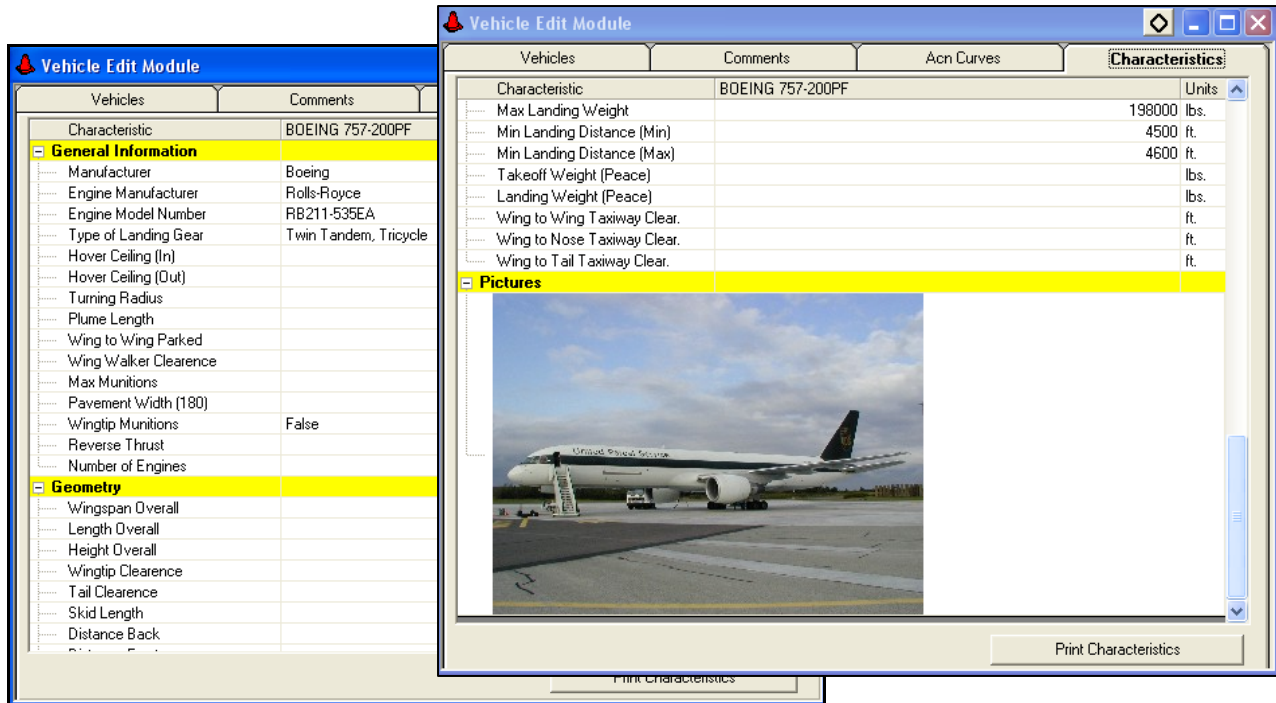 Vehicle Edit Module
Vehicles Comments
Characteristic BOEING 757-200PF
General Information
Manufacturer Boeing
Engine Manufacturer Rolls-Royce
Engine Model Number RB211-535EA
Type of Landing Gear Twin Tandem, Tricycle
Hover Ceiling (In)
Hover Ceiling (Out)
Turning Radius
Plume Length
Wing to Wing Parked
Wing Walker Clearence
Max Munitions
Pavement Width (180)
Wingtip Munitions False
Reverse Thrust
Number of Engines
Geometry
Wingspan Overall
Length Overall
Height Overall
Wingtip Clearence
Tail Clearence
Skid Length
Distance Back
Print Characteristics
Vehicle Edit Module
Vehicles Comments Acn Curves Characteristics
Characteristic BOEING 757-200PF Units
Max Landing Weight 198000 lbs.
Min Landing Distance (Min) 4500 ft.
Min Landing Distance (Max) 4600 ft.
Takeoff Weight (Peace) lbs.
Landing Weight (Peace) lbs.
Wing to Wing Taxiway Clear. ft.
Wing to Nose Taxiway Clear. ft.
Wing to Tail Taxiway Clear. ft.
Pictures
United Parcel Service
Print Characteristics